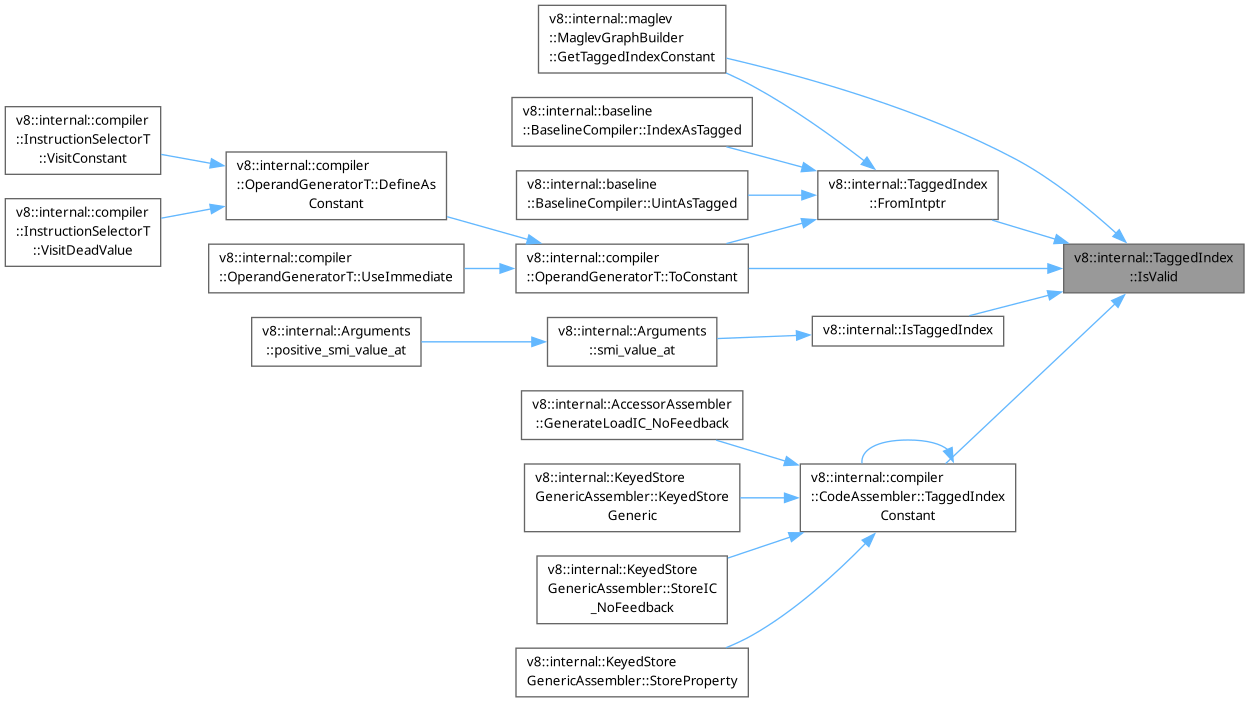 v8::internal::maglev
::MaglevGraphBuilder
::GetTaggedIndexConstant
v8::internal::baseline
::BaselineCompiler::IndexAsTagged
v8::internal::compiler
::InstructionSelectorT
::VisitConstant
v8::internal::compiler
::OperandGeneratorT::DefineAs
Constant
v8::internal::baseline
::BaselineCompiler::UintAsTagged
v8::internal::TaggedIndex
::FromIntptr
v8::internal::compiler
::InstructionSelectorT
::VisitDeadValue
v8::internal::compiler
::OperandGeneratorT::UseImmediate
v8::internal::compiler
::OperandGeneratorT::ToConstant
v8::internal::TaggedIndex
::IsValid
v8::internal::Arguments
::positive_smi_value_at
v8::internal::Arguments
::smi_value_at
v8::internal::IsTaggedIndex
v8::internal::AccessorAssembler
::GenerateLoadIC_NoFeedback
v8::internal::KeyedStore
GenericAssembler::KeyedStore
Generic
v8::internal::compiler
::CodeAssembler::TaggedIndex
Constant
v8::internal::KeyedStore
GenericAssembler::StoreIC
_NoFeedback
v8::internal::KeyedStore
GenericAssembler::StoreProperty